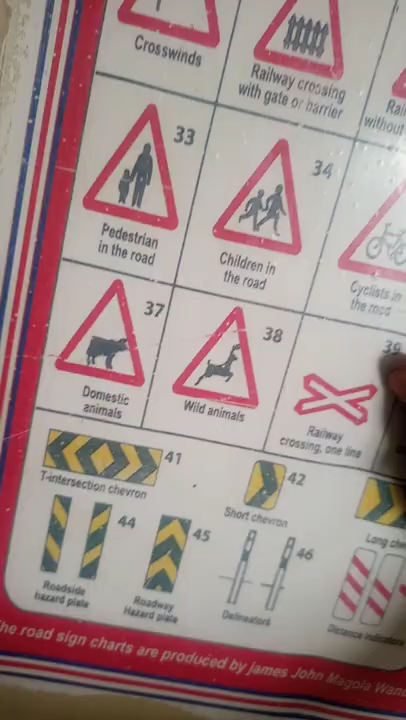 Crosswinds
Railway crossing
with gate or barrier
without
33
34
Pedestrian
in the road
Children in
the road
Cyclists in
the road
37
38
39
Domestic
animals
Wild animals
Railway
crossing, one line
41
T-intersection chevron
42
Short chevron
Long
44
Roadside
hazard plate
45
Roadway
Hazard plate
46
Delineators
Distance indicators
he road sign charts are produced by james John Magola